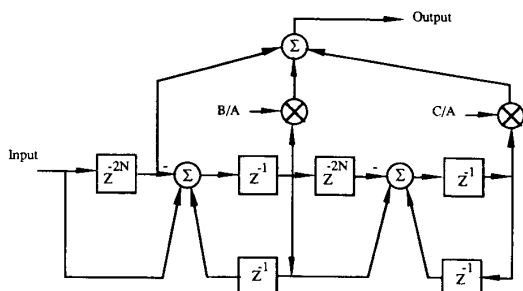 Output
Σ
B/A
C/A
Input
Z^-2N
-
Σ
Z^-1
Z^-2N
-
Σ
Z^-1
Z^-1
Z^-1